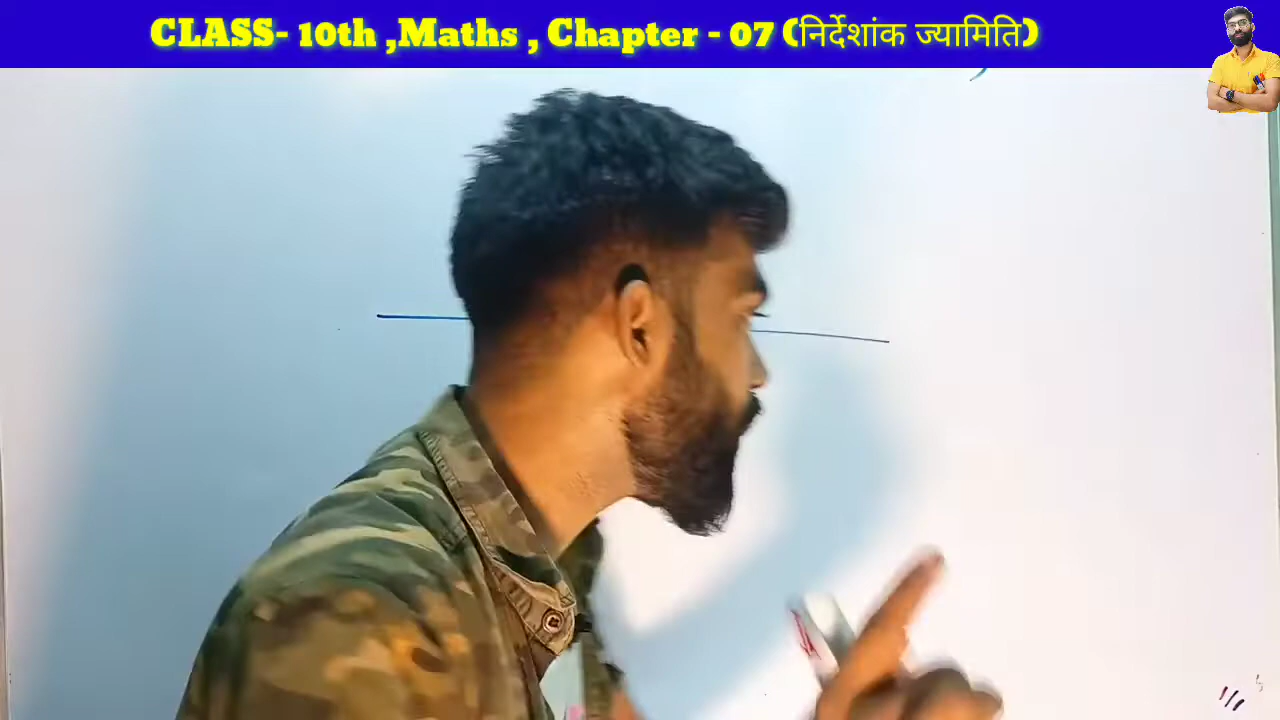 CLASS- 10th ,Maths , Chapter - 07 (निर्देशांक ज्यामिति)